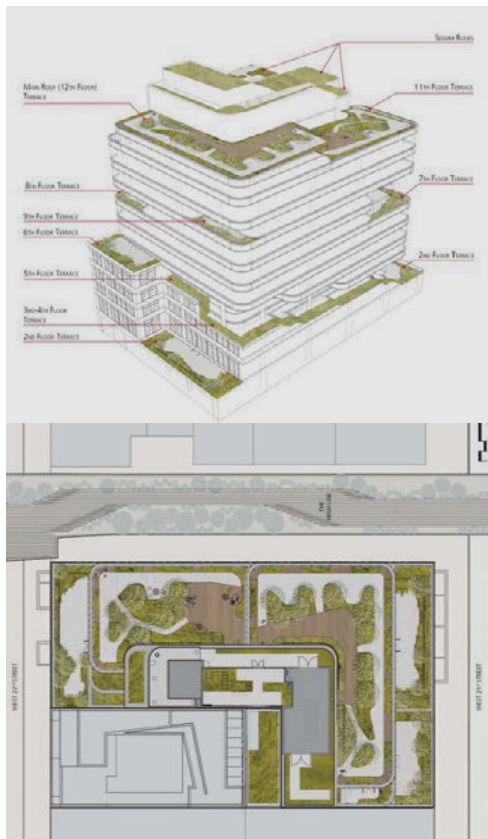 Sedum Roofs
Main Roof (12th Floor)
Terrace
11th Floor Terrace
8th Floor Terrace
7th Floor Terrace
9th Floor Terrace
6th Floor Terrace
2nd Floor Terrace
5th Floor Terrace
3rd-4th Floor
Terrace
2nd Floor Terrace
THE
HIGH LINE
WEST 22nd STREET
WEST 21st STREET